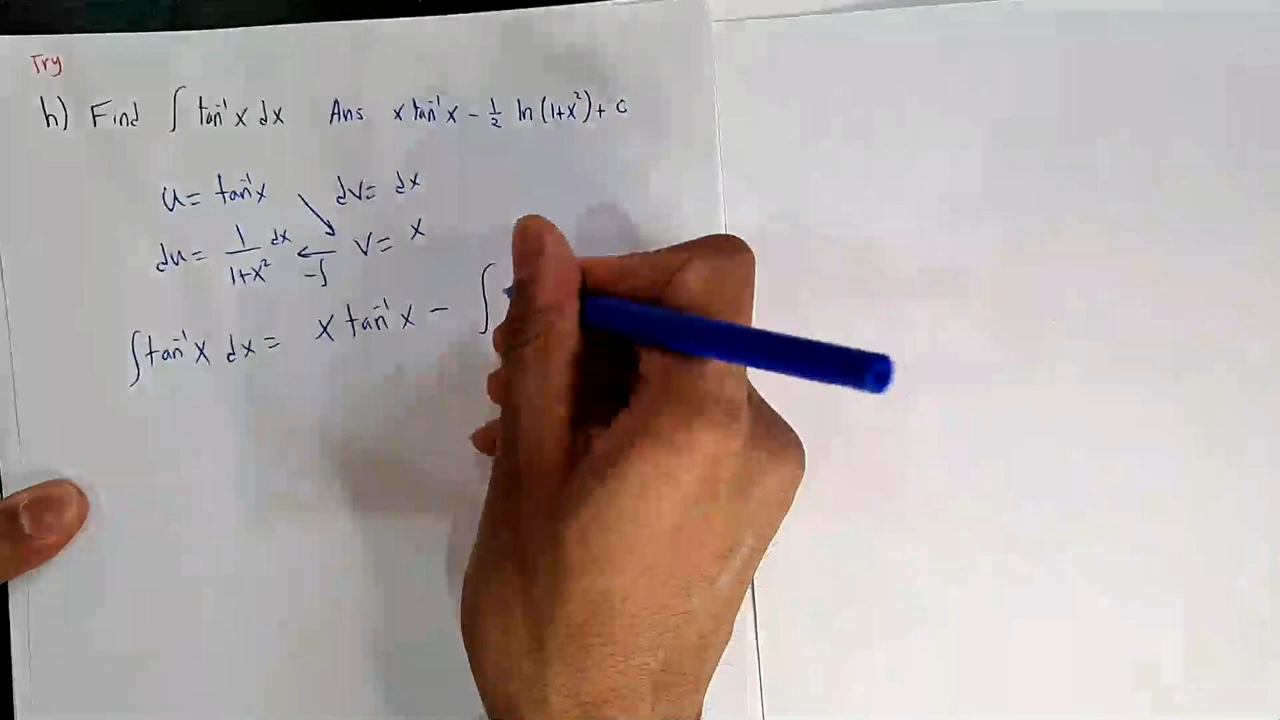 Try
h) Find ∫ tan⁻¹x dx Ans x tan⁻¹x - 1/2 ln(1+x²) + c
u = tan⁻¹x dv = dx
du = 1/(1+x²) dx ← -∫ v = x
∫tan⁻¹x dx = x tan⁻¹x - ∫